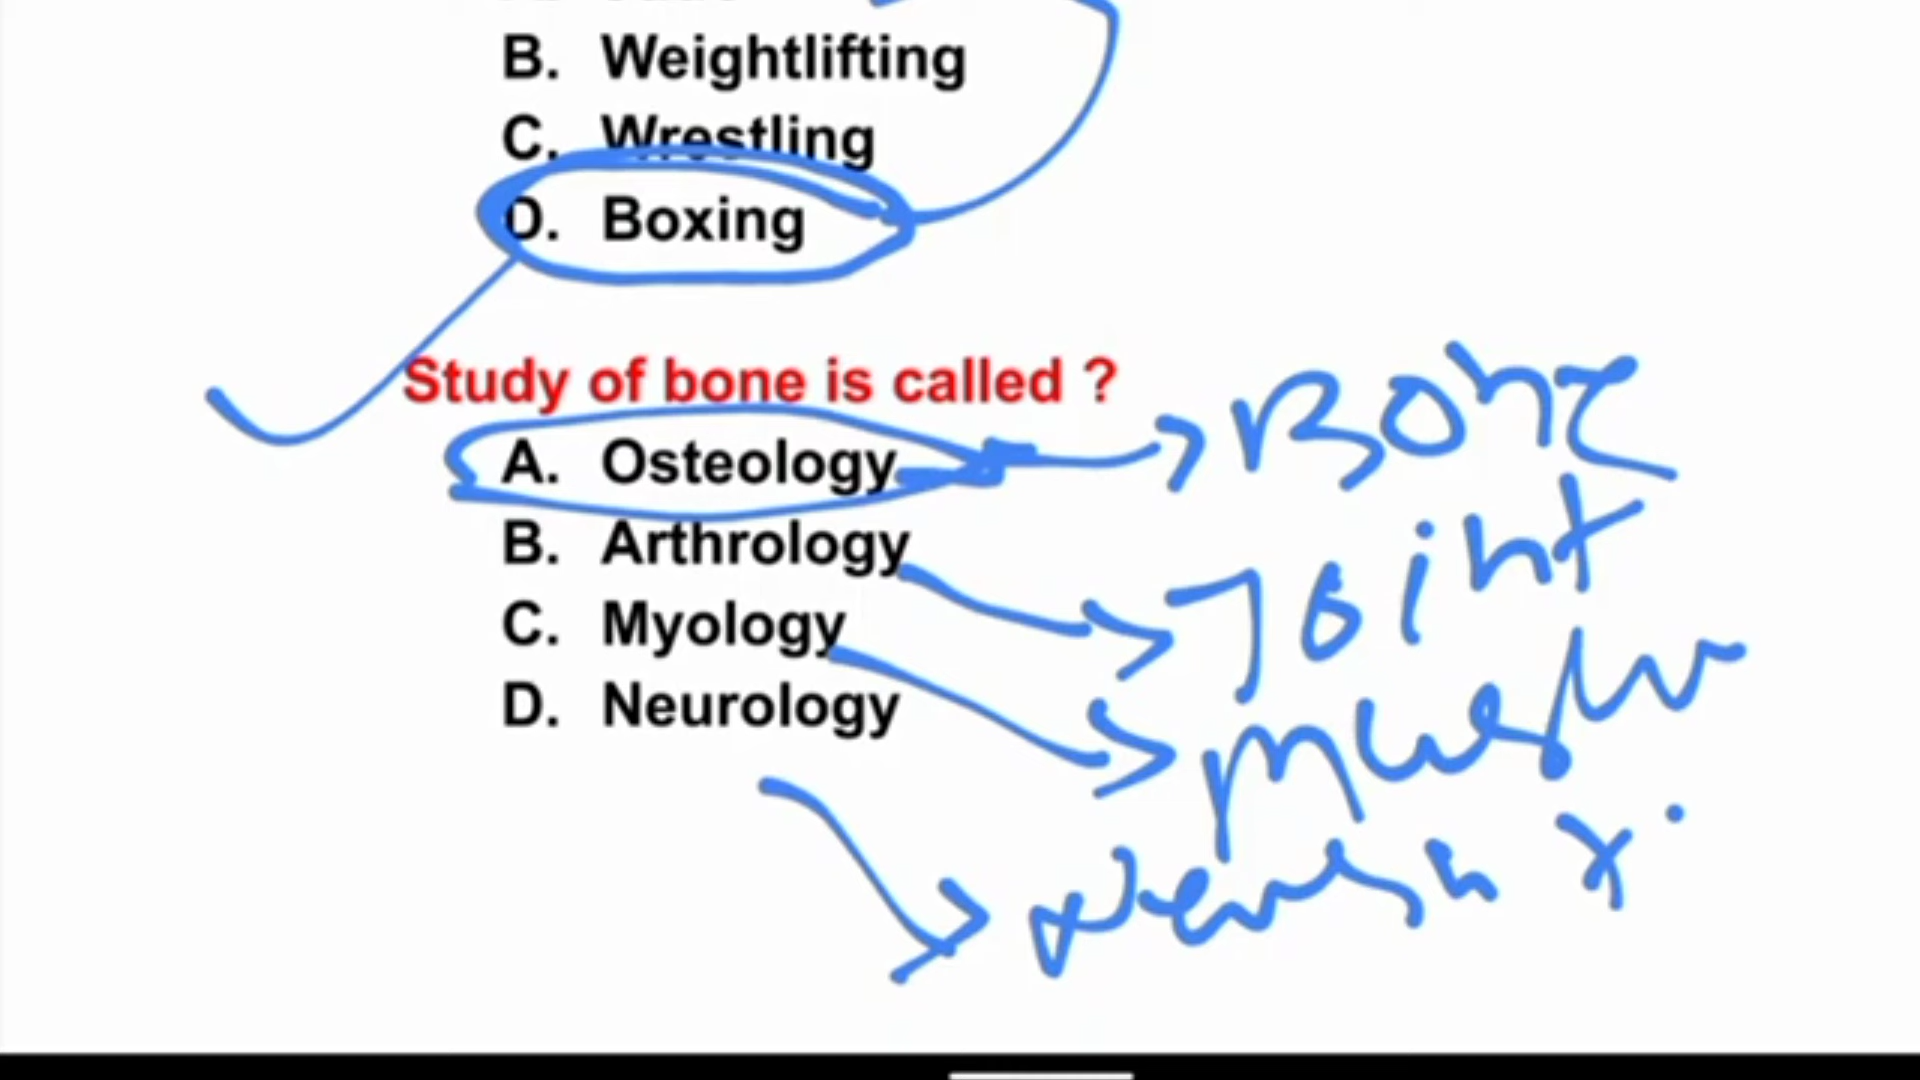 B. Weightlifting
C. Wrestling
D. Boxing
Study of bone is called ?
A. Osteology
Bone
B. Arthrology
Joint
C. Myology
D. Neurology